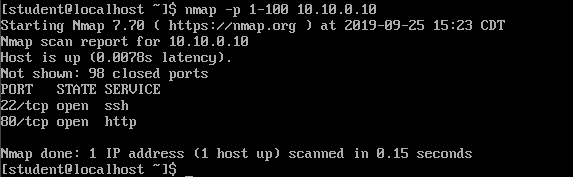 [student@localhost ~]$ nmap -p 1-100 10.10.0.10
Starting Nmap 7.70 ( https://nmap.org ) at 2019-09-25 15:23 CDT
Nmap scan report for 10.10.0.10
Host is up (0.0078s latency).
Not shown: 98 closed ports
PORT   STATE SERVICE
22/tcp open  ssh
80/tcp open  http

Nmap done: 1 IP address (1 host up) scanned in 0.15 seconds
[student@localhost ~]$ _